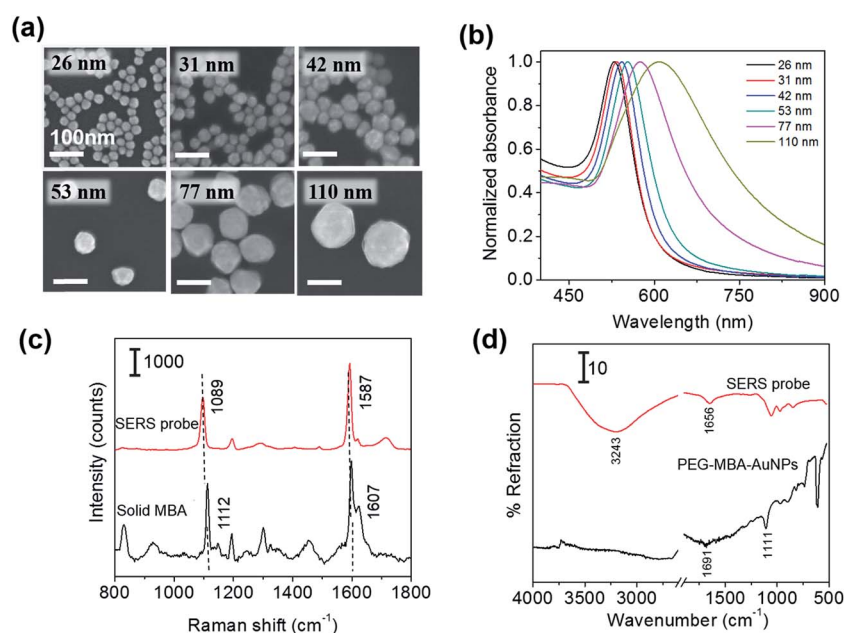 (a)
26 nm
31 nm
42 nm
100nm
53 nm
77 nm
110 nm
(b)
Normalized absorbance
1.0
0.8
0.6
0.4
0.2
0.0
26 nm
31 nm
42 nm
53 nm
77 nm
110 nm
450
600
750
900
Wavelength (nm)
(c)
Intensity (counts)
1000
1089
1587
SERS probe
Solid MBA
1112
1607
800
1000
1200
1400
1600
1800
Raman shift (cm⁻¹)
(d)
% Refraction
10
SERS probe
3243
1656
PEG-MBA-AuNPs
1691
1111
4000
3500
3000
1500
1000
500
Wavenumber (cm⁻¹)